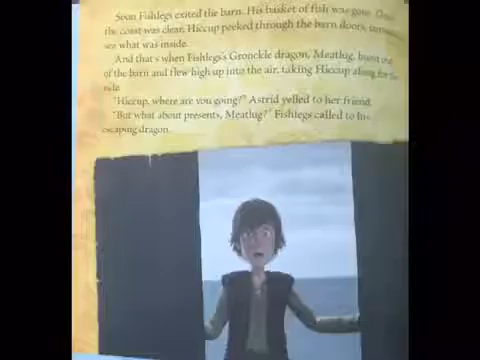 Soon Fishlegs exited the barn. His basket of fish was gone. Once
the coast was clear, Hiccup peeked through the barn doors,
see what was inside.
And that's when Fishlegs's Gronckle dragon, Meatlug, burst out
of the barn and flew high up into the air, taking Hiccup along for the
ride.
"Hiccup, where are you going?" Astrid yelled to her friend.
"But what about presents, Meatlug?" Fishlegs called to his
escaping dragon.